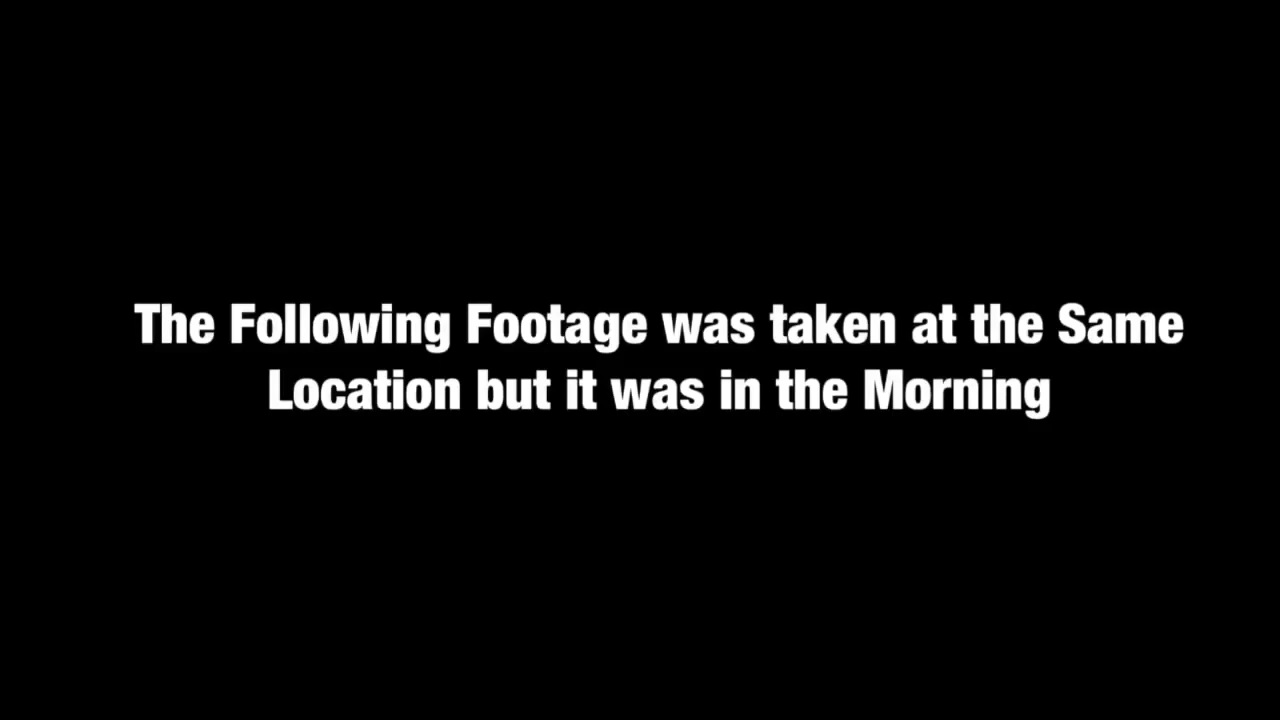 The Following Footage was taken at the Same
Location but it was in the Morning